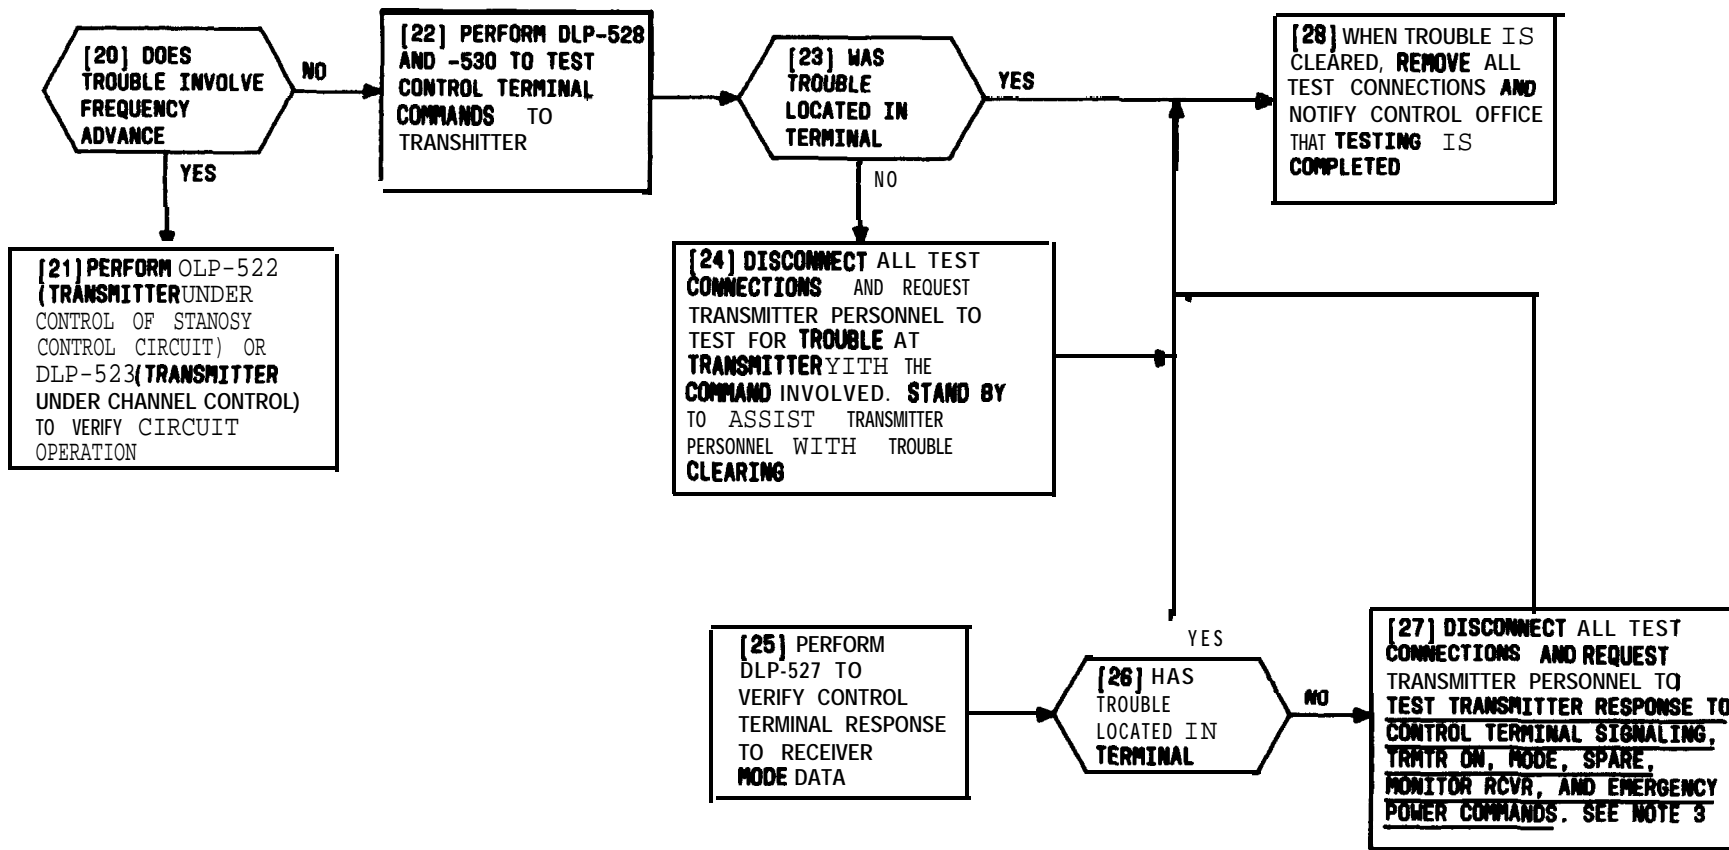 [20] DOES
TROUBLE INVOLVE
FREQUENCY
ADVANCE
NO
YES
[21] PERFORM OLP-522
(TRANSMITTER UNDER
CONTROL OF STANOSY
CONTROL CIRCUIT) OR
DLP-523 (TRANSMITTER
UNDER CHANNEL CONTROL)
TO VERIFY CIRCUIT
OPERATION
[22] PERFORM DLP-528
AND -530 TO TEST
CONTROL TERMINAL
COMMANDS TO
TRANSHITTER
[23] WAS
TROUBLE
LOCATED IN
TERMINAL
YES
NO
[24] DISCONNECT ALL TEST
CONNECTIONS AND REQUEST
TRANSMITTER PERSONNEL TO
TEST FOR TROUBLE AT
TRANSMITTER YITH THE
COMMAND INVOLVED. STAND BY
TO ASSIST TRANSMITTER
PERSONNEL WITH TROUBLE
CLEARING
[28] WHEN TROUBLE IS
CLEARED, REMOVE ALL
TEST CONNECTIONS AND
NOTIFY CONTROL OFFICE
THAT TESTING IS
COMPLETED
[25] PERFORM
DLP-527 TO
VERIFY CONTROL
TERMINAL RESPONSE
TO RECEIVER
MODE DATA
YES
[26] HAS
TROUBLE
LOCATED IN
TERMINAL
NO
[27] DISCONNECT ALL TEST
CONNECTIONS AND REQUEST
TRANSMITTER PERSONNEL TO
TEST TRANSMITTER RESPONSE TO
CONTROL TERMINAL SIGNALING,
TRMTR ON, MODE, SPARE,
MONITOR RCVR, AND EMERGENCY
POWER COMMANDS. SEE NOTE 3